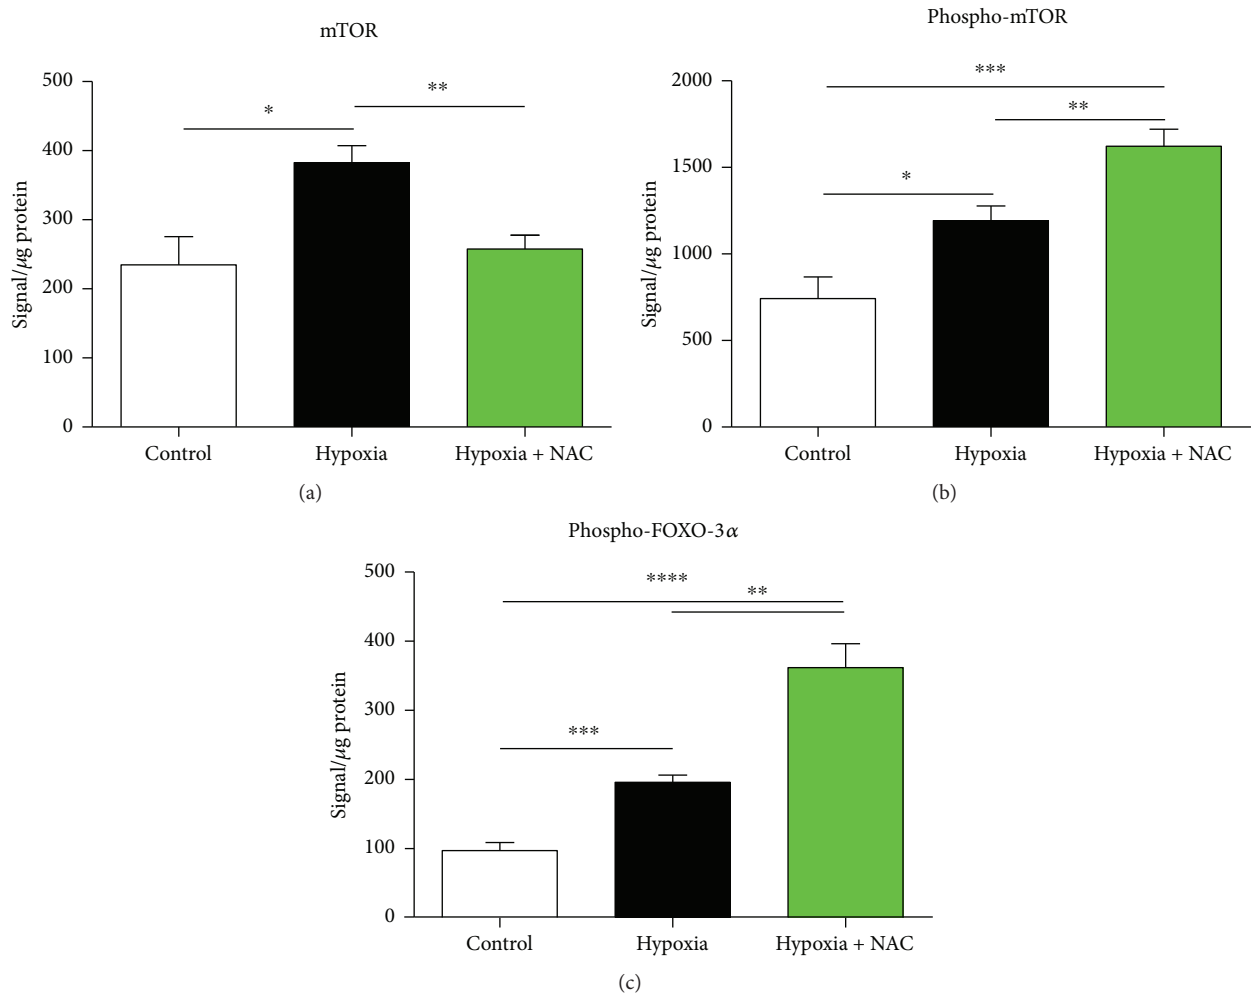 mTOR
500
400
300
200
100
0
Signal/μg protein
*
**
Control
Hypoxia
Hypoxia + NAC
(a)
Phospho-mTOR
2000
1500
1000
500
0
Signal/μg protein
***
**
*
Control
Hypoxia
Hypoxia + NAC
(b)
Phospho-FOXO-3α
500
400
300
200
100
0
Signal/μg protein
****
**
***
Control
Hypoxia
Hypoxia + NAC
(c)